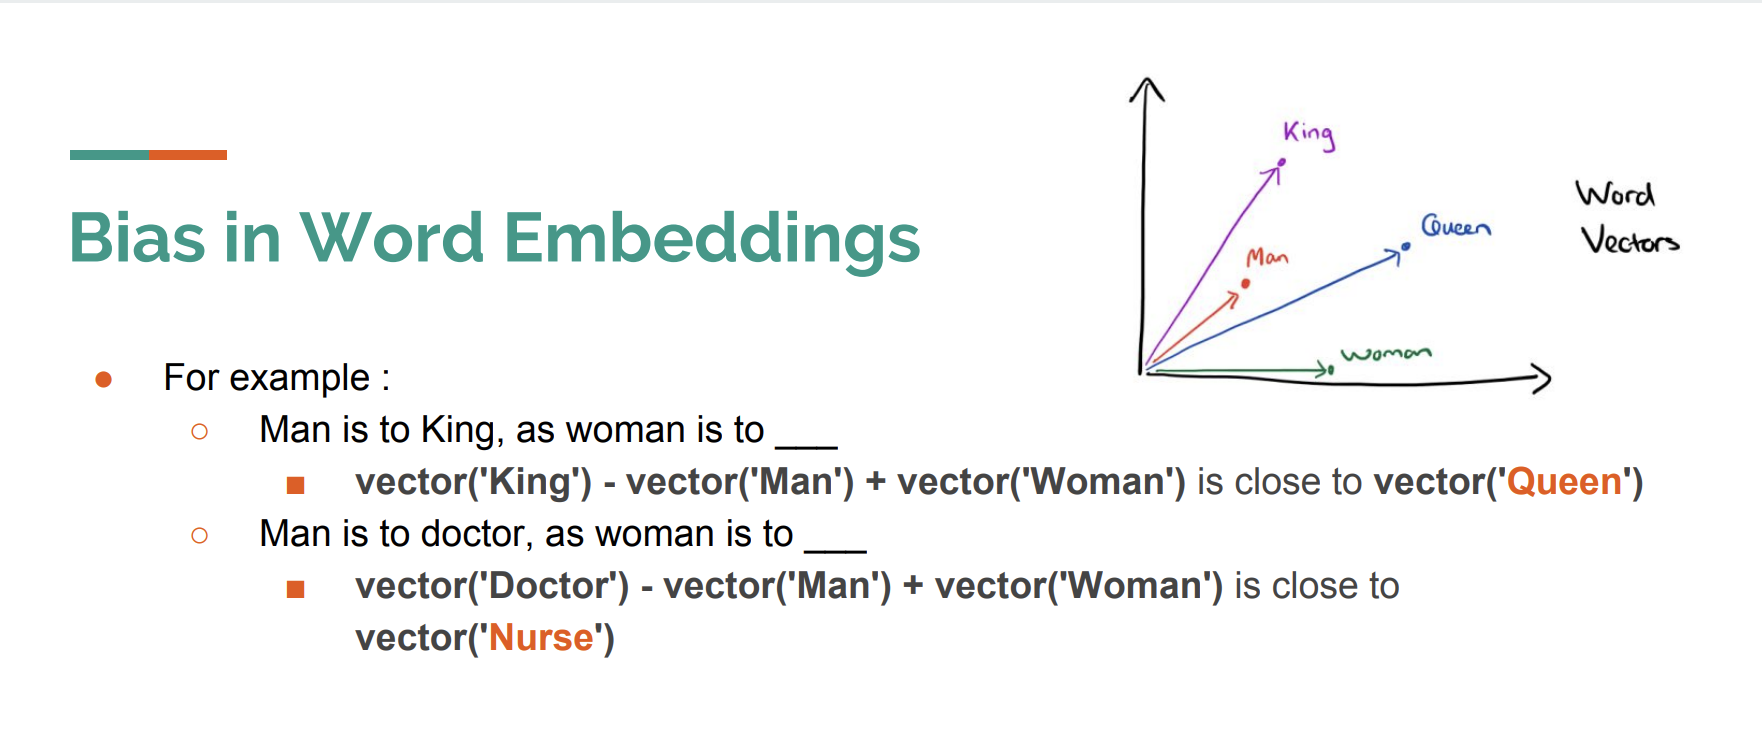 Bias in Word Embeddings
King
Queen
Man
Woman
Word
Vectors
● For example :
○ Man is to King, as woman is to ___
■ vector('King') - vector('Man') + vector('Woman') is close to vector('Queen')
○ Man is to doctor, as woman is to ___
■ vector('Doctor') - vector('Man') + vector('Woman') is close to
vector('Nurse')